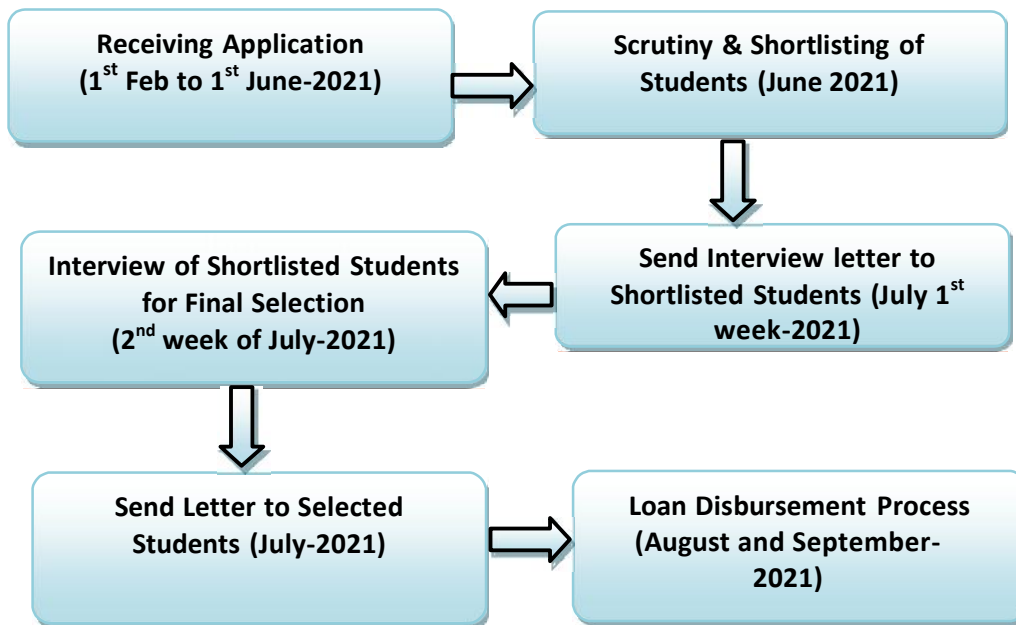 Receiving Application
(1st Feb to 1st June-2021)
Scrutiny & Shortlisting of
Students (June 2021)
Send Interview letter to
Shortlisted Students (July 1st
week-2021)
Interview of Shortlisted Students
for Final Selection
(2nd week of July-2021)
Send Letter to Selected
Students (July-2021)
Loan Disbursement Process
(August and September-
2021)